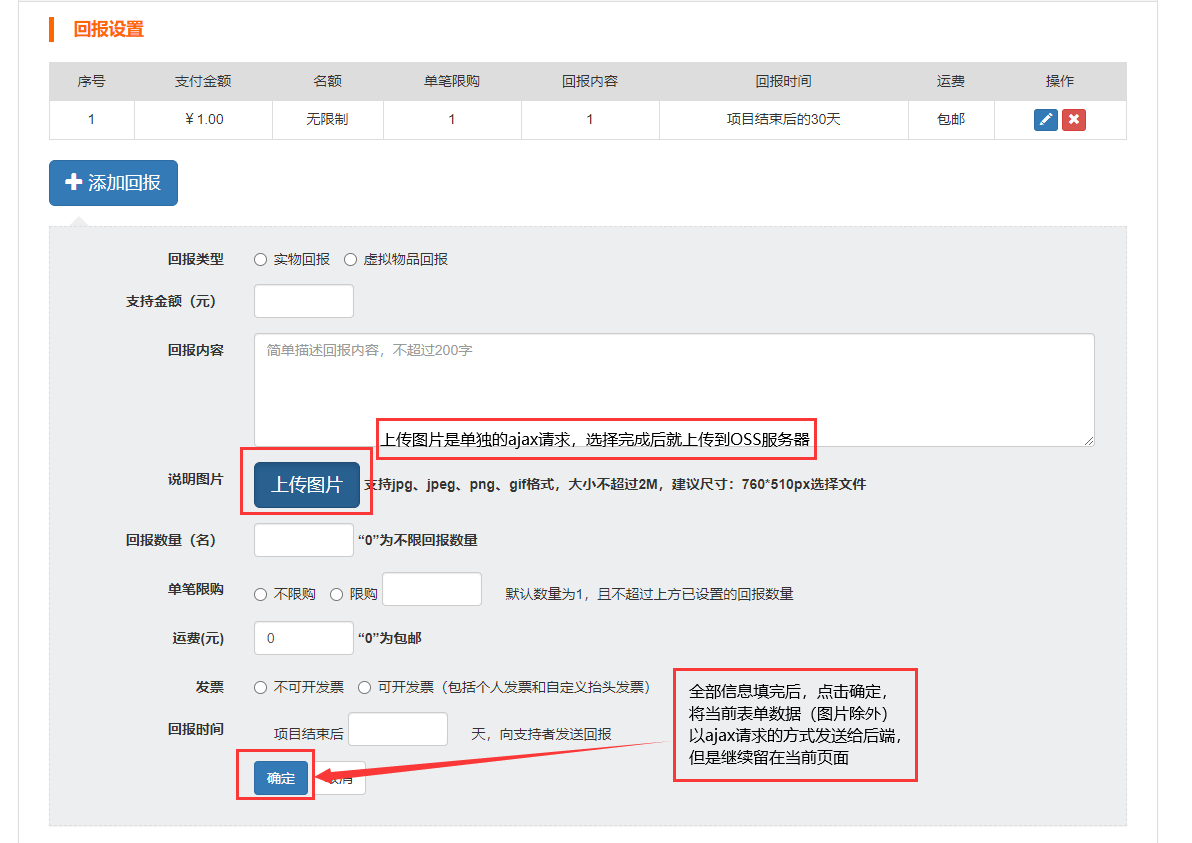 回报设置
序号 支付金额 名额 单笔限购 回报内容 回报时间 运费 操作
1 ￥1.00 无限制 1 1 项目结束后的30天 包邮
添加回报
回报类型 实物回报 虚拟物品回报
支持金额（元）
回报内容 简单描述回报内容，不超过200字
上传图片是单独的ajax请求，选择完成后就上传到OSS服务器
说明图片 上传图片 支持jpg、jpeg、png、gif格式，大小不超过2M，建议尺寸：760*510px选择文件
回报数量（名） “0”为不限回报数量
单笔限购 不限购 限购 默认数量为1，且不超过上方已设置的回报数量
运费(元) 0 “0”为包邮
发票 不可开发票 可开发票（包括个人发票和自定义抬头发票）
回报时间 项目结束后 天，向支持者发送回报
全部信息填完后，点击确定，
将当前表单数据（图片除外）
以ajax请求的方式发送给后端，
但是继续留在当前页面
确定 取消